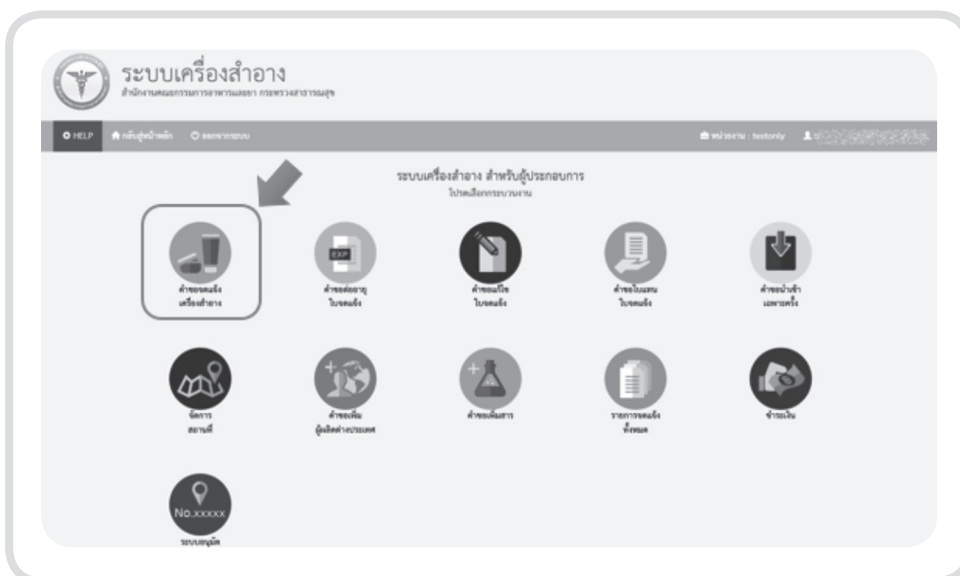 ระบบเครื่องสำอาง
สำนักงานคณะกรรมการอาหารและยา กระทรวงสาธารณสุข
HELP กลับสู่หน้าหลัก ออกจากระบบ หน่วยงาน : testonly
ระบบเครื่องสำอาง สำหรับผู้ประกอบการ
โปรดเลือกกระบวนงาน
EXP
คำขอจดแจ้ง
เครื่องสำอาง
คำขอต่ออายุ
ใบจดแจ้ง
คำขอแก้ไข
ใบจดแจ้ง
คำขอใบแทน
ใบจดแจ้ง
คำขอนำเข้า
เฉพาะครั้ง
จัดการ
สถานที่
คำขอเพิ่ม
ผู้ผลิตต่างประเทศ
คำขอเพิ่มสาร
รายการจดแจ้ง
ทั้งหมด
ชำระเงิน
No.xxxxx
ระบบอนุมัติ